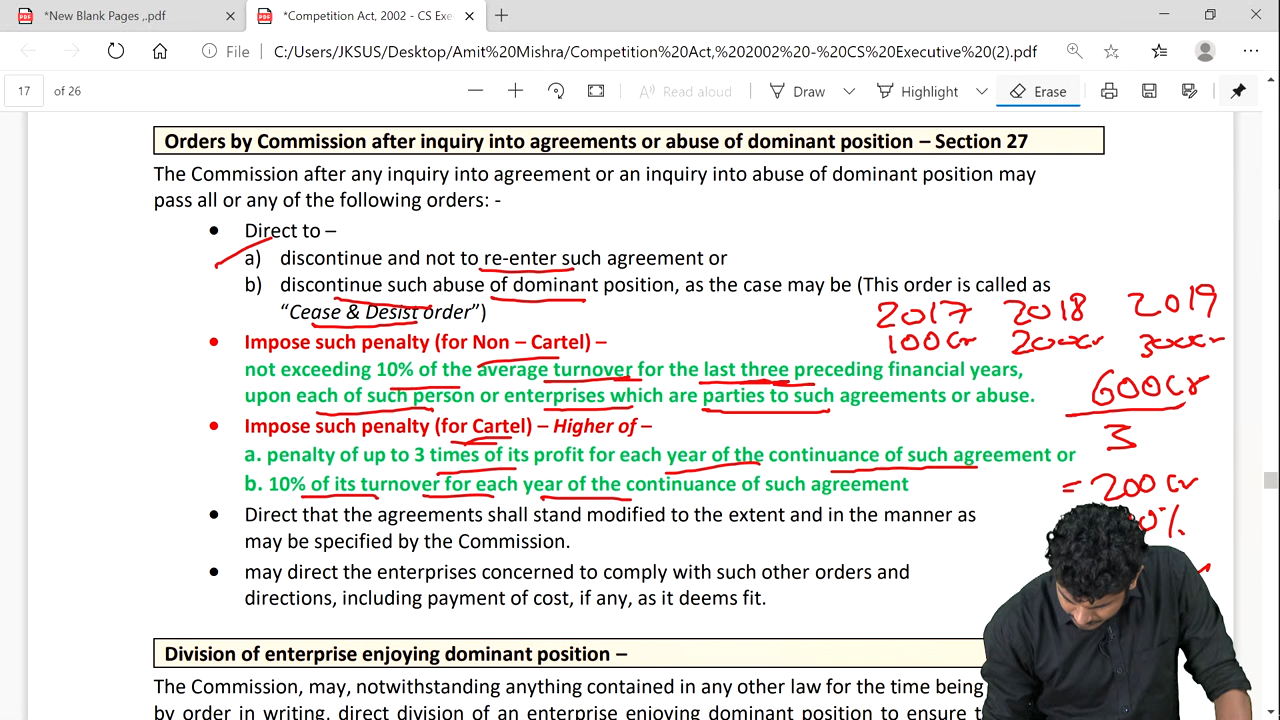 *New Blank Pages ,.pdf
*Competition Act, 2002 - CS Exe
File
C:/Users/JKSUS/Desktop/Amit%20Mishra/Competition%20Act,%202002%20-%20CS%20Executive%20(2).pdf
17 of 26
Read aloud
Draw
Highlight
Erase
Orders by Commission after inquiry into agreements or abuse of dominant position – Section 27
The Commission after any inquiry into agreement or an inquiry into abuse of dominant position may
pass all or any of the following orders: -
• Direct to –
a) discontinue and not to re-enter such agreement or
b) discontinue such abuse of dominant position, as the case may be (This order is called as
“Cease & Desist order”)
2017 2018 2019
100Cr 200Cr 300Cr
• Impose such penalty (for Non – Cartel) –
not exceeding 10% of the average turnover for the last three preceding financial years,
upon each of such person or enterprises which are parties to such agreements or abuse.
600Cr
3
• Impose such penalty (for Cartel) – Higher of –
a. penalty of up to 3 times of its profit for each year of the continuance of such agreement or
b. 10% of its turnover for each year of the continuance of such agreement
= 200Cr
0%
• Direct that the agreements shall stand modified to the extent and in the manner as
may be specified by the Commission.
• may direct the enterprises concerned to comply with such other orders and
directions, including payment of cost, if any, as it deems fit.
Division of enterprise enjoying dominant position –
The Commission, may, notwithstanding anything contained in any other law for the time being
by order in writing, direct division of an enterprise enjoying dominant position to ensure